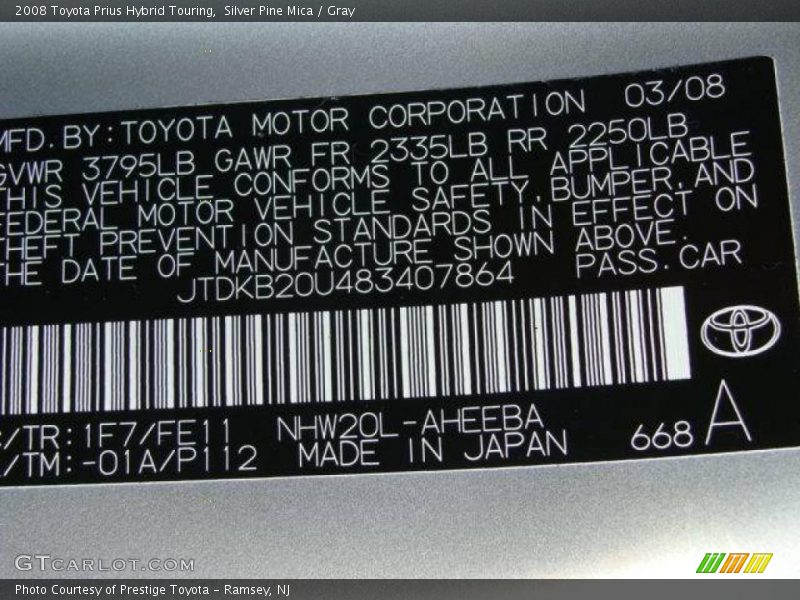 2008 Toyota Prius Hybrid Touring,  Silver Pine Mica / Gray
MFD.BY:TOYOTA MOTOR CORPORATION 03/08
GVWR 3795LB GAWR FR 2335LB RR 2250LB
THIS VEHICLE CONFORMS TO ALL APPLICABLE
FEDERAL MOTOR VEHICLE SAFETY,BUMPER,AND
THEFT PREVENTION STANDARDS IN EFFECT ON
THE DATE OF MANUFACTURE SHOWN ABOVE.
JTDKB20U483407864 PASS.CAR
C/TR:1F7/FE11 NHW20L-AHEEBA
/TM:-01A/P112 MADE IN JAPAN 668 A
GTCARLOT.COM
Photo Courtesy of Prestige Toyota - Ramsey, NJ